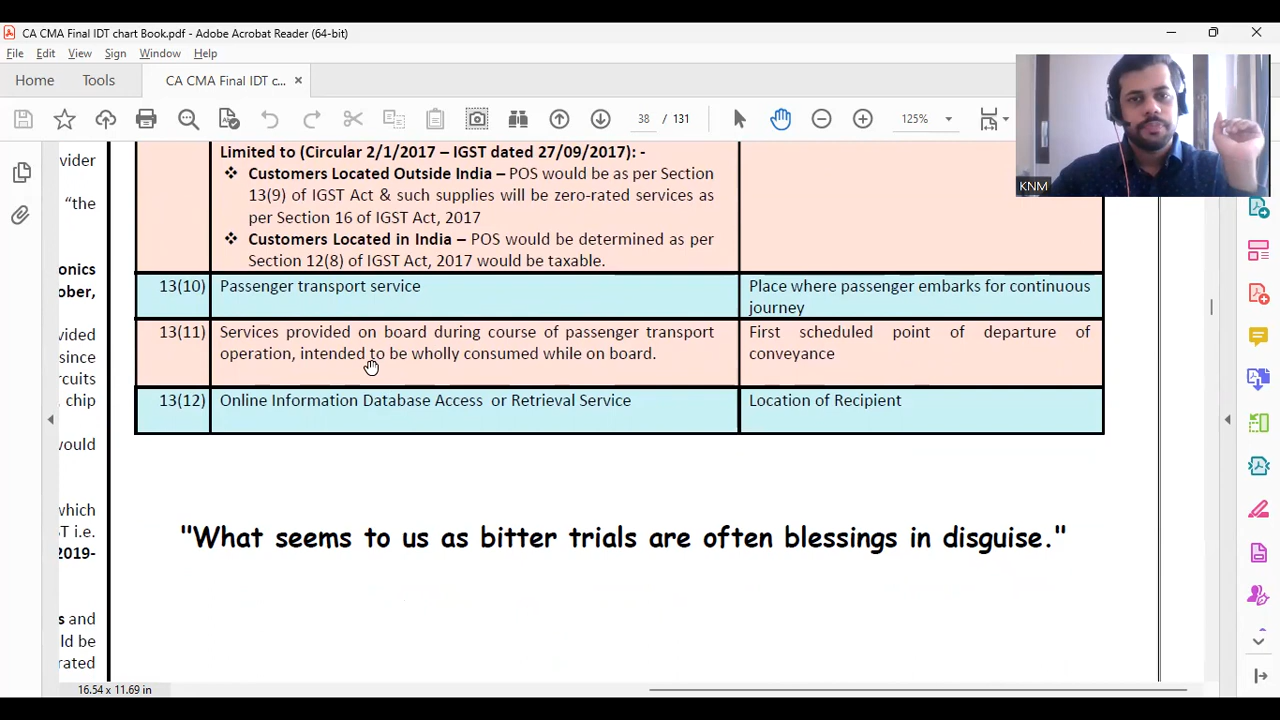 CA CMA Final IDT chart Book.pdf - Adobe Acrobat Reader (64-bit)
File Edit View Sign Window Help
Home Tools CA CMA Final IDT c... ×
38 / 131 125%
KNM
vider
"the
onics
ober,
vided
since
rcuits
, chip
vould
which
ST i.e.
2019-
s and
ld be
rated
Limited to (Circular 2/1/2017 – IGST dated 27/09/2017): -
❖ Customers Located Outside India – POS would be as per Section
13(9) of IGST Act & such supplies will be zero-rated services as
per Section 16 of IGST Act, 2017
❖ Customers Located in India – POS would be determined as per
Section 12(8) of IGST Act, 2017 would be taxable.
13(10) Passenger transport service Place where passenger embarks for continuous
journey
13(11) Services provided on board during course of passenger transport First scheduled point of departure of
operation, intended to be wholly consumed while on board. conveyance
13(12) Online Information Database Access or Retrieval Service Location of Recipient
"What seems to us as bitter trials are often blessings in disguise."
16.54 x 11.69 in